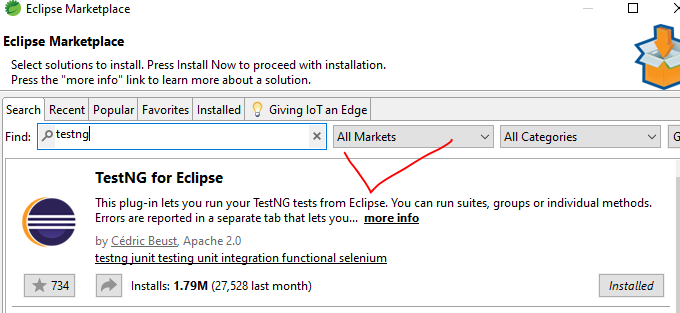 Eclipse Marketplace
Eclipse Marketplace
Select solutions to install. Press Install Now to proceed with installation.
Press the "more info" link to learn more about a solution.
Search Recent Popular Favorites Installed Giving IoT an Edge
Find: testng All Markets All Categories G
TestNG for Eclipse
This plug-in lets you run your TestNG tests from Eclipse. You can run suites, groups or individual methods.
Errors are reported in a separate tab that lets you... more info
by Cédric Beust, Apache 2.0
testng junit testing unit integration functional selenium
734 Installs: 1.79M (27,528 last month) Installed